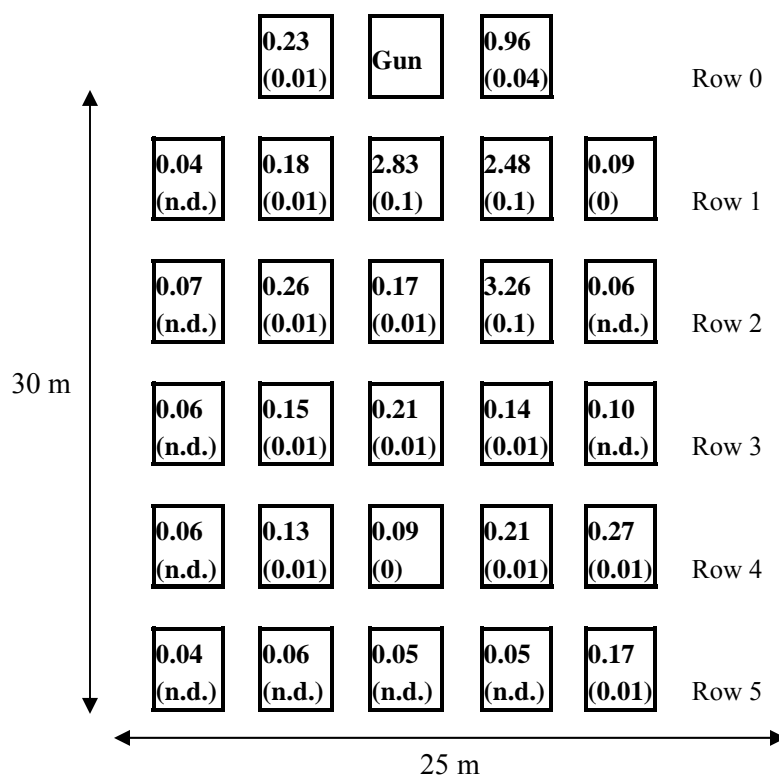 0.23 Gun 0.96
(0.01) (0.04) Row 0
0.04 0.18 2.83 2.48 0.09
(n.d.) (0.01) (0.1) (0.1) (0) Row 1
0.07 0.26 0.17 3.26 0.06
(n.d.) (0.01) (0.01) (0.1) (n.d.) Row 2
30 m
0.06 0.15 0.21 0.14 0.10
(n.d.) (0.01) (0.01) (0.01) (n.d.) Row 3
0.06 0.13 0.09 0.21 0.27
(n.d.) (0.01) (0) (0.01) (0.01) Row 4
0.04 0.06 0.05 0.05 0.17
(n.d.) (n.d.) (n.d.) (n.d.) (0.01) Row 5
25 m